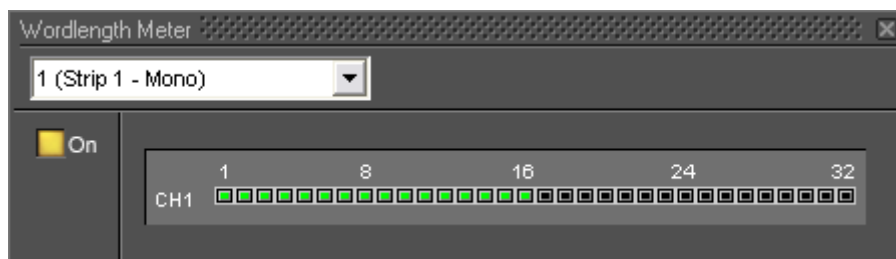 Wordlength Meter
1 (Strip 1 - Mono)
On
1 8 16 24 32
CH1